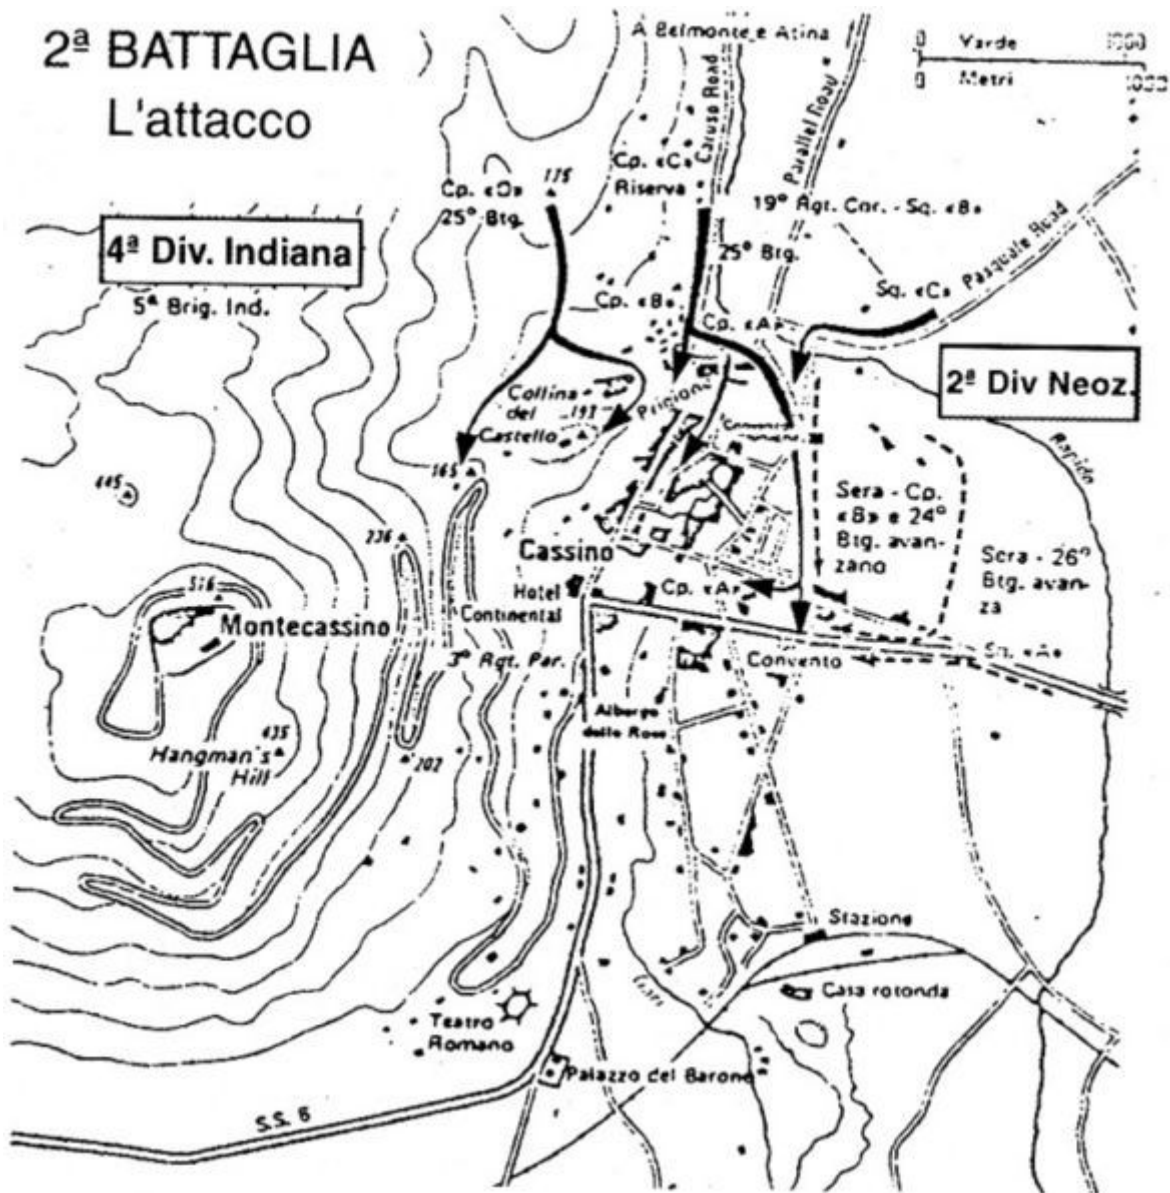 2ª BATTAGLIA
L'attacco
A Belmonte e Atina
0 Yarde 1000
0 Metri 1000
Caruso Road
Parallel Road
Cp. «C»
Riserva
175
Cp. «D»
25° Btg.
19° Rgt. Cor. - Sq. «B»
4ª Div. Indiana
5ª Brig. Ind.
25° Btg.
Pasquale Road
Sq. «C»
Cp. «B»
Cp. «A»
2ª Div Neoz.
Collina
del
Castello
193
Prigione
Rapido
165
445
236
Sera - Cp.
«B» e 24°
Btg. avan-
zano
Cassino
Sera - 26°
Btg. avan-
za
Hotel
Continental
Cp. «A»
516
Montecassino
3° Rgt. Par.
Convento
Sq. «A»
Albergo
delle Rose
435
Hangman's
Hill
202
Stazione
Casa rotonda
Teatro
Romano
Palazzo del Barone
S.S. 6